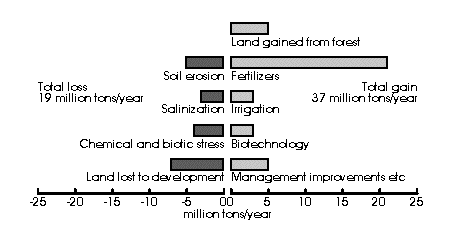 Land gained from forest
Soil erosion Fertilizers
Total loss
19 million tons/year
Total gain
37 million tons/year
Salinization Irrigation
Chemical and biotic stress Biotechnology
Land lost to development Management improvements etc
-25 -20 -15 -10 -5 00 5 10 15 20 25
million tons/year